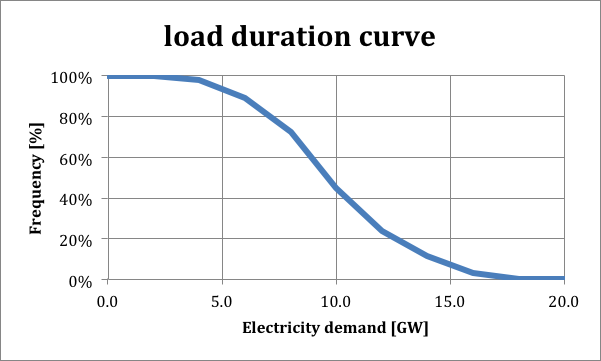 load duration curve
100%
80%
60%
40%
20%
0%
Frequency [%]
0.0 5.0 10.0 15.0 20.0
Electricity demand [GW]